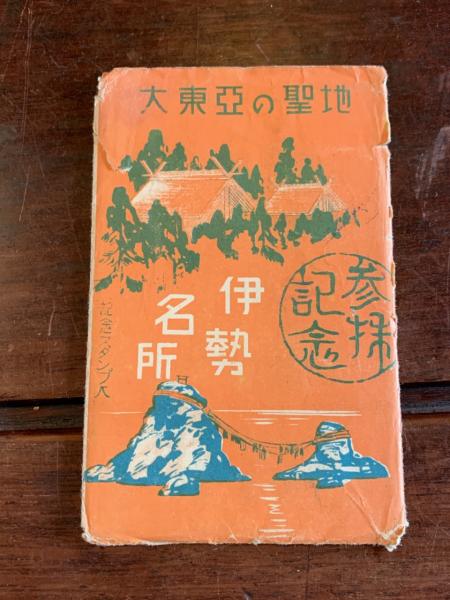 大東亞の聖地
伊勢
名所
参拝
記念
記念スタンプ入